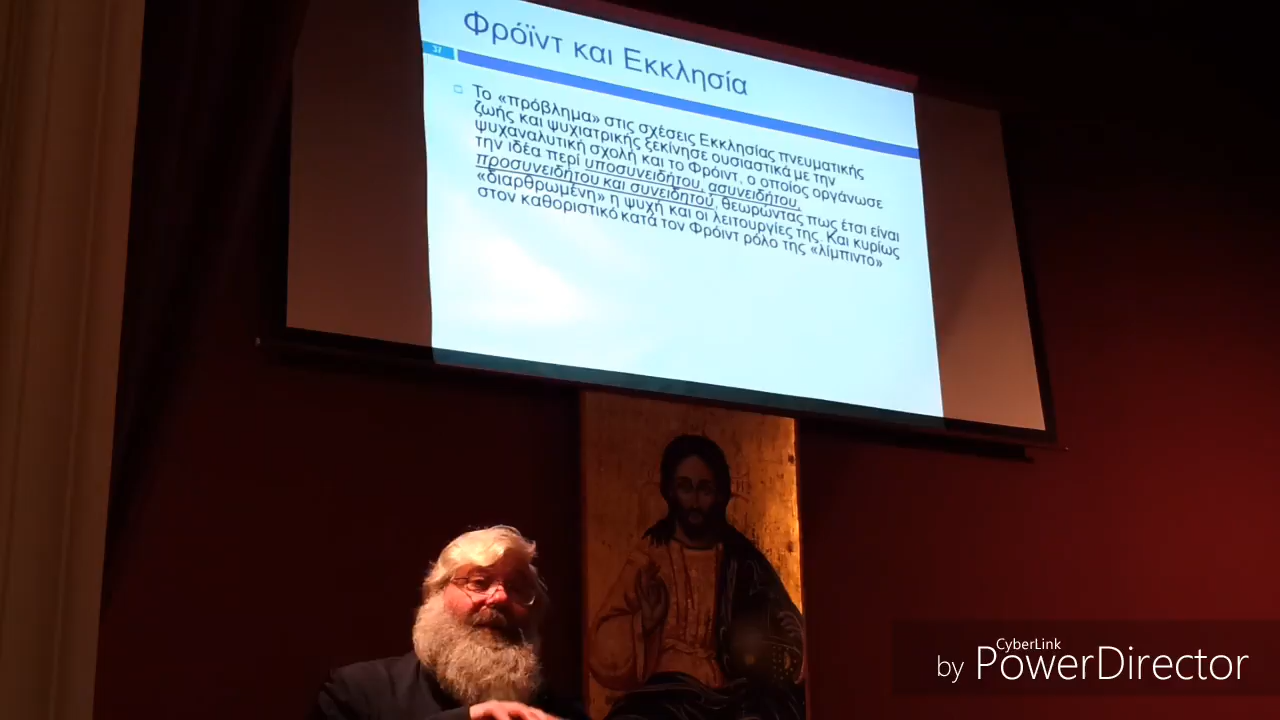 Φρόϊντ και Εκκλησία
37
Το «πρόβλημα» στις σχέσεις Εκκλησίας πνευματικής
ζωής και ψυχιατρικής ξεκίνησε ουσιαστικά με την
ψυχαναλυτική σχολή και το Φρόιντ, ο οποίος οργάνωσε
την ιδέα περί υποσυνειδήτου, ασυνειδήτου,
προσυνειδήτου και συνειδητού, θεωρώντας πως έτσι είναι
«διαρθρωμένη» η ψυχή και οι λειτουργίες της. Και κυρίως
στον καθοριστικό κατά τον Φρόιντ ρόλο της «λίμπιντο»
CyberLink
by PowerDirector